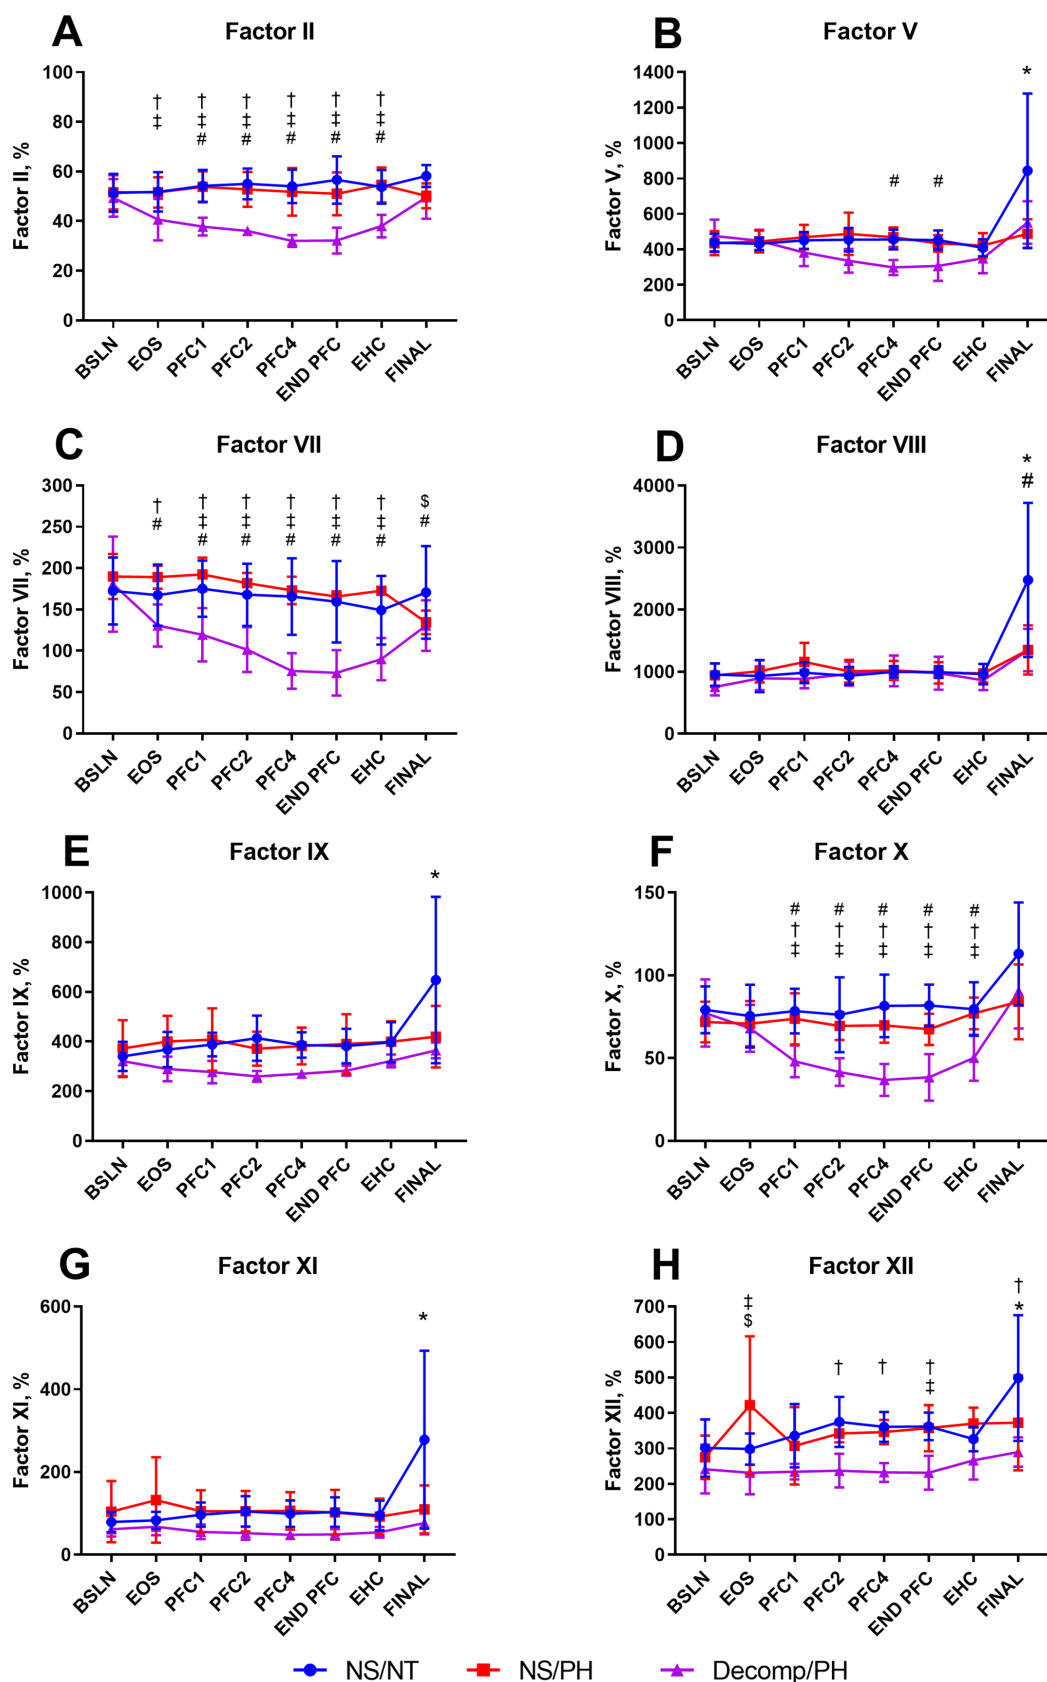 A Factor II
Factor II, %
100
80
60
40
20
0
† † † † † †
‡ ‡ ‡ ‡ ‡ ‡
# # # # #
BSLN EOS PFC1 PFC2 PFC4 END PFC EHC FINAL
B Factor V
Factor V, %
1400
1200
1000
800
600
400
200
0
*
# #
BSLN EOS PFC1 PFC2 PFC4 END PFC EHC FINAL
C Factor VII
Factor VII, %
300
250
200
150
100
50
0
† † † † † † $
# ‡ ‡ ‡ ‡ ‡ #
# # # # #
BSLN EOS PFC1 PFC2 PFC4 END PFC EHC FINAL
D Factor VIII
Factor VIII, %
4000
3000
2000
1000
0
*
#
BSLN EOS PFC1 PFC2 PFC4 END PFC EHC FINAL
E Factor IX
Factor IX, %
1000
800
600
400
200
0
*
BSLN EOS PFC1 PFC2 PFC4 END PFC EHC FINAL
F Factor X
Factor X, %
150
100
50
0
# # # # #
† † † † †
‡ ‡ ‡ ‡ ‡
BSLN EOS PFC1 PFC2 PFC4 END PFC EHC FINAL
G Factor XI
Factor XI, %
600
400
200
0
*
BSLN EOS PFC1 PFC2 PFC4 END PFC EHC FINAL
H Factor XII
Factor XII, %
700
600
500
400
300
200
100
0
‡ †
$ *
† † †
‡
BSLN EOS PFC1 PFC2 PFC4 END PFC EHC FINAL
NS/NT NS/PH Decomp/PH